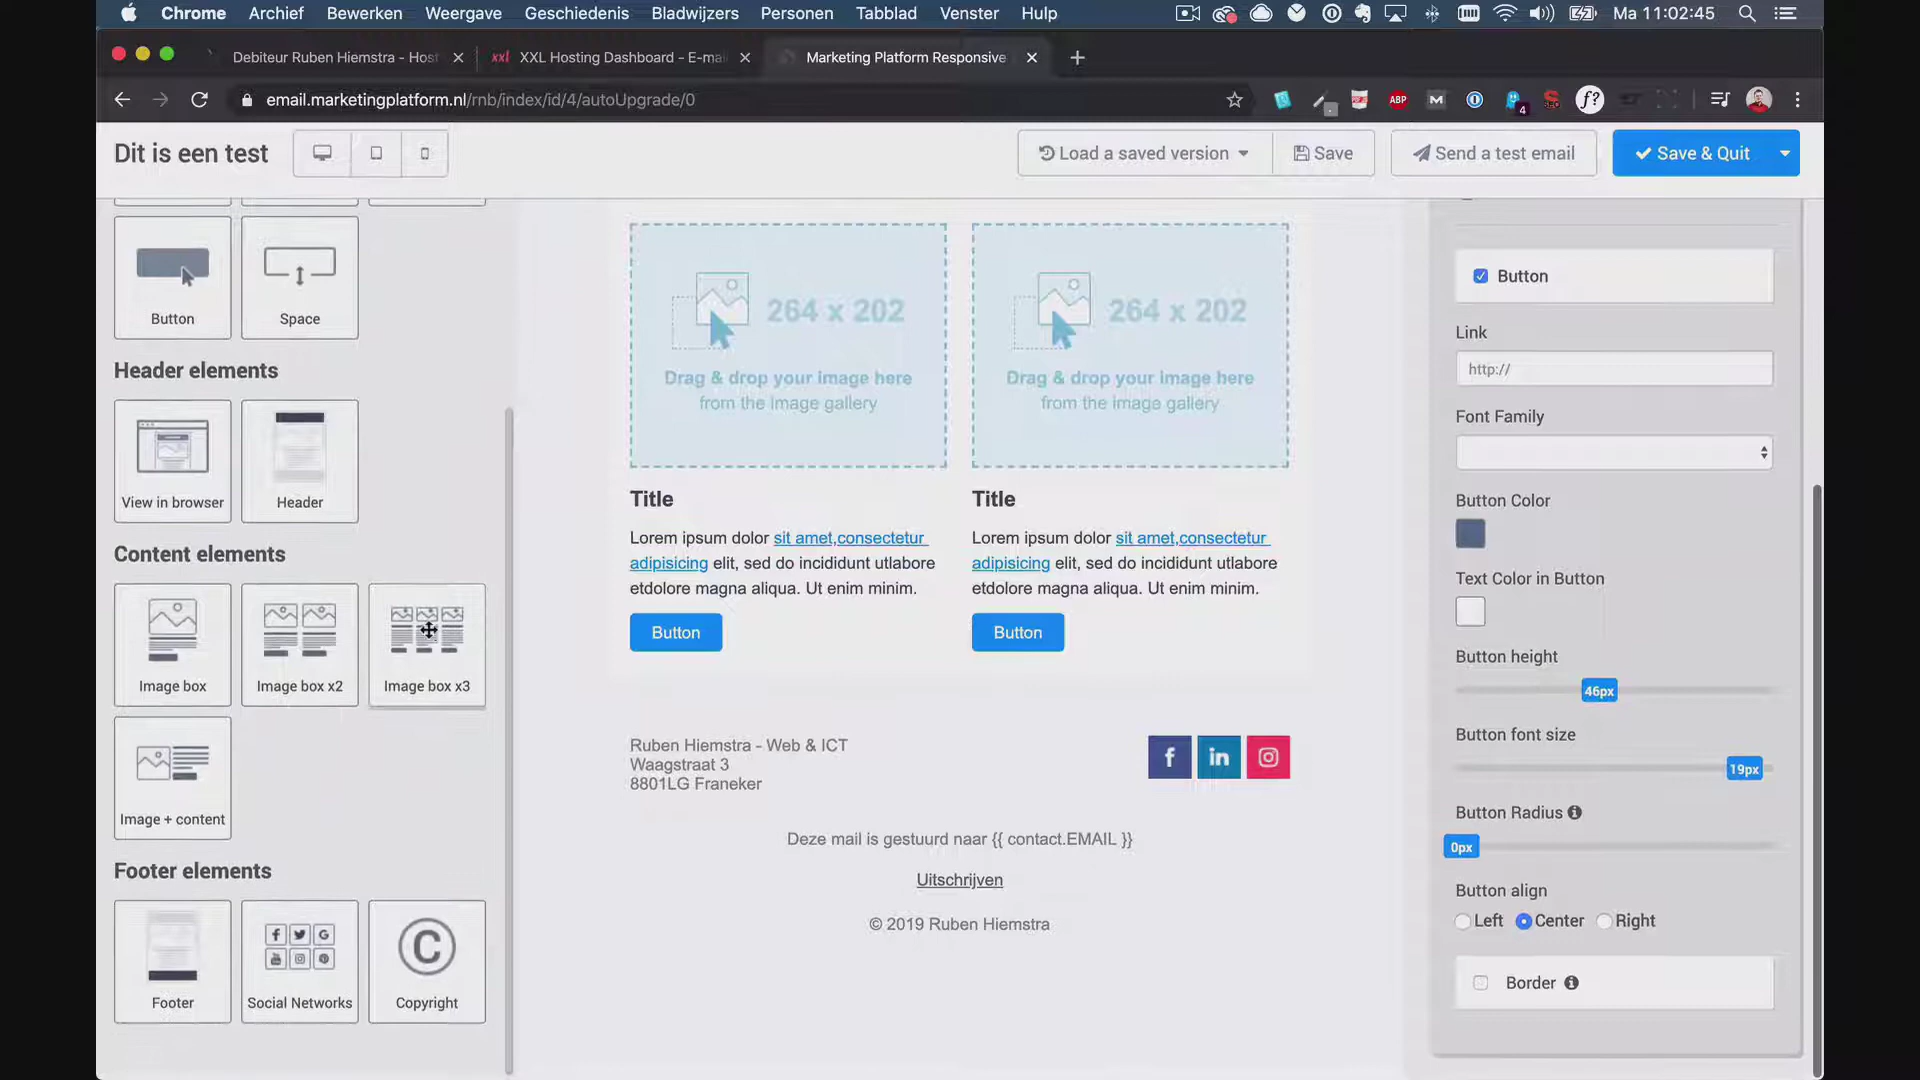 Chrome Archief Bewerken Weergave Geschiedenis Bladwijzers Personen Tabblad Venster Hulp Ma 11:02:45
Debiteur Ruben Hiemstra - Host
xxl XXL Hosting Dashboard - E-mai
Marketing Platform Responsive
email.marketingplatform.nl/rnb/index/id/4/autoUpgrade/0
ABP M f? 4 SEO
Dit is een test
Load a saved version
Save
Send a test email
Save & Quit
Button
Space
Header elements
View in browser
Header
Content elements
Image box
Image box x2
Image box x3
Image + content
Footer elements
Footer
Social Networks
Copyright
264 x 202
Drag & drop your image here
from the image gallery
Title
Lorem ipsum dolor sit amet,consectetur
adipisicing elit, sed do incididunt utlabore
etdolore magna aliqua. Ut enim minim.
Button
264 x 202
Drag & drop your image here
from the image gallery
Title
Lorem ipsum dolor sit amet,consectetur
adipisicing elit, sed do incididunt utlabore
etdolore magna aliqua. Ut enim minim.
Button
Ruben Hiemstra - Web & ICT
Waagstraat 3
8801LG Franeker
f in
Deze mail is gestuurd naar {{ contact.EMAIL }}
Uitschrijven
© 2019 Ruben Hiemstra
Button
Link
http://
Font Family
Button Color
Text Color in Button
Button height
46px
Button font size
19px
Button Radius
0px
Button align
Left Center Right
Border